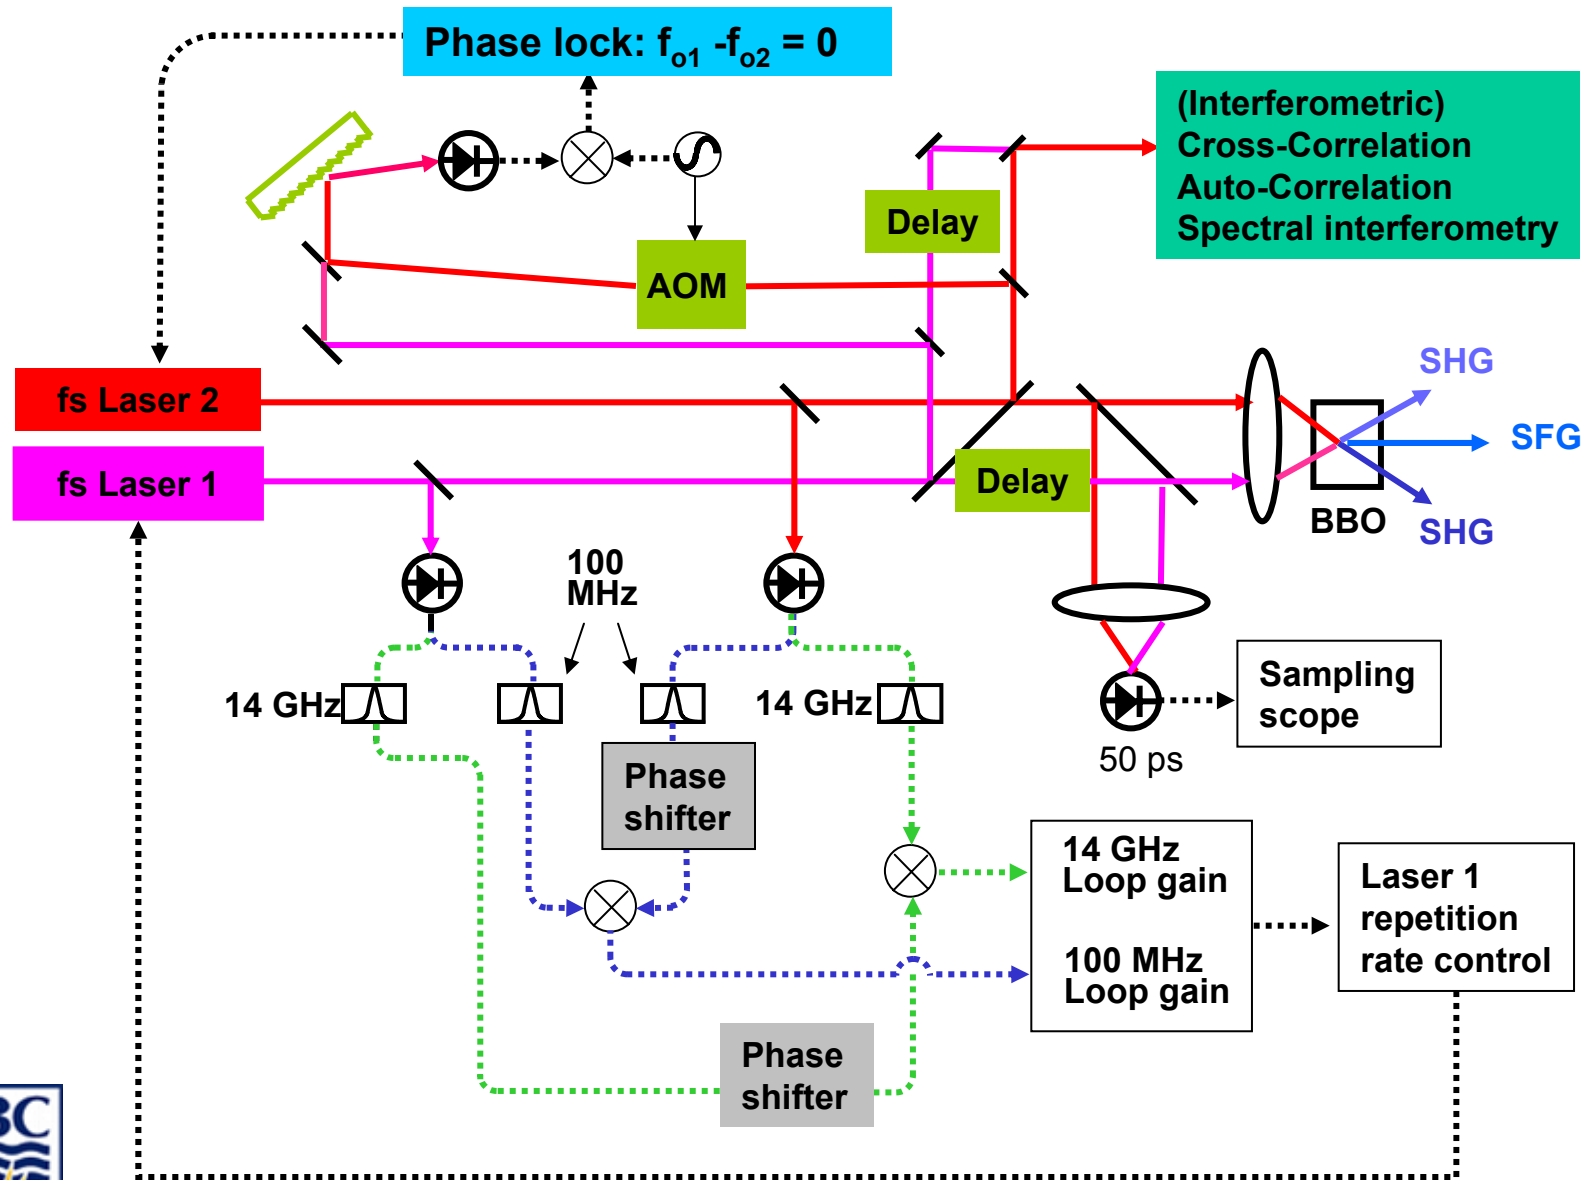 Phase lock: fo1 -fo2 = 0
(Interferometric)
Cross-Correlation
Auto-Correlation
Spectral interferometry
Delay
AOM
fs Laser 2
fs Laser 1
Delay
SHG
SFG
SHG
BBO
100
MHz
14 GHz
14 GHz
Sampling
scope
50 ps
Phase
shifter
14 GHz
Loop gain
100 MHz
Loop gain
Laser 1
repetition
rate control
Phase
shifter
BC